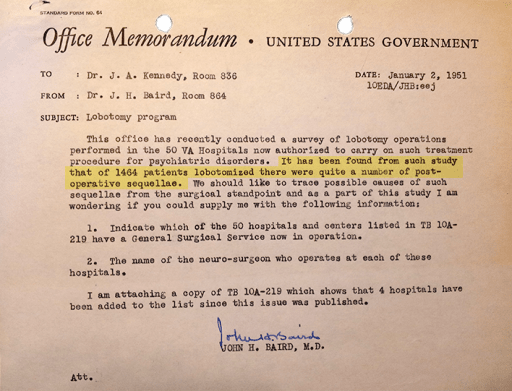 STANDARD FORM NO. 64
Office Memorandum • UNITED STATES GOVERNMENT
TO : Dr. J. A. Kennedy, Room 836 DATE: January 2, 1951
10EDA/JHB:eej
FROM : Dr. J. H. Baird, Room 864
SUBJECT: Lobotomy program
This office has recently conducted a survey of lobotomy operations
performed in the 50 VA Hospitals now authorized to carry on such treatment
procedure for psychiatric disorders. It has been found from such study
that of 1464 patients lobotomized there were quite a number of post-
operative sequellae. We should like to trace possible causes of such
sequellae from the surgical standpoint and as a part of this study I am
wondering if you could supply me with the following information:
1. Indicate which of the 50 hospitals and centers listed in TB 10A-
219 have a General Surgical Service now in operation.
2. The name of the neuro-surgeon who operates at each of these
hospitals.
I am attaching a copy of TB 10A-219 which shows that 4 hospitals have
been added to the list since this issue was published.
John H. Baird
JOHN H. BAIRD, M.D.
Att.